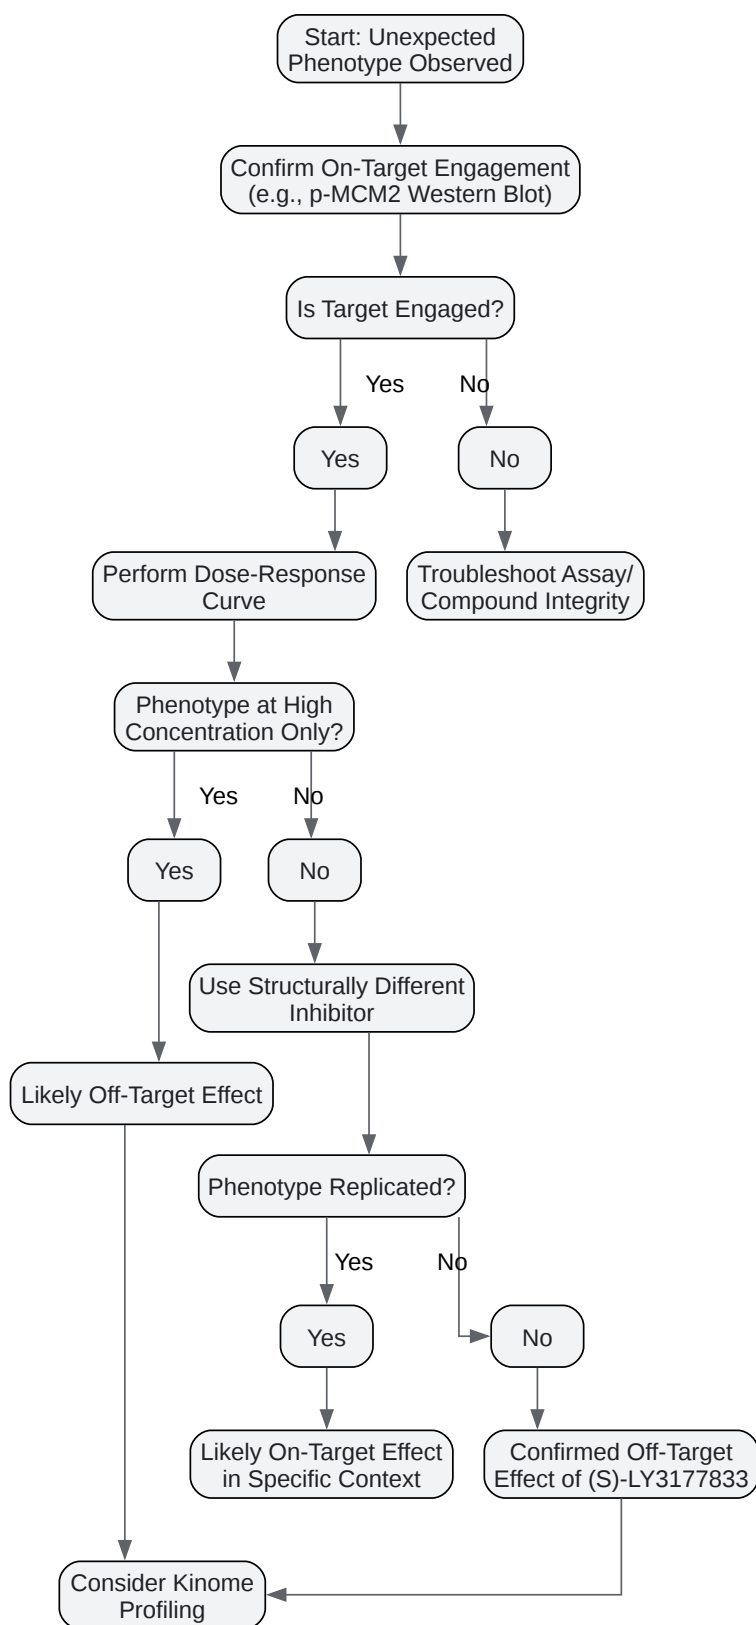 Start: Unexpected
Phenotype Observed
Confirm On-Target Engagement
(e.g., p-MCM2 Western Blot)
Is Target Engaged?
Yes
No
Yes
No
Perform Dose-Response
Curve
Troubleshoot Assay/
Compound Integrity
Phenotype at High
Concentration Only?
Yes
No
Yes
No
Use Structurally Different
Inhibitor
Likely Off-Target Effect
Phenotype Replicated?
Yes
No
Yes
No
Likely On-Target Effect
in Specific Context
Confirmed Off-Target
Effect of (S)-LY3177833
Consider Kinome
Profiling